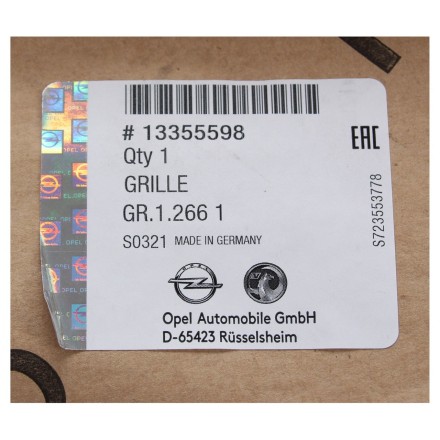 # 13355598
Qty 1
GRILLE
GR.1.266 1
S0321 MADE IN GERMANY
Opel Automobile GmbH
D-65423 Rüsselsheim
EAC
S723553778
OPEL